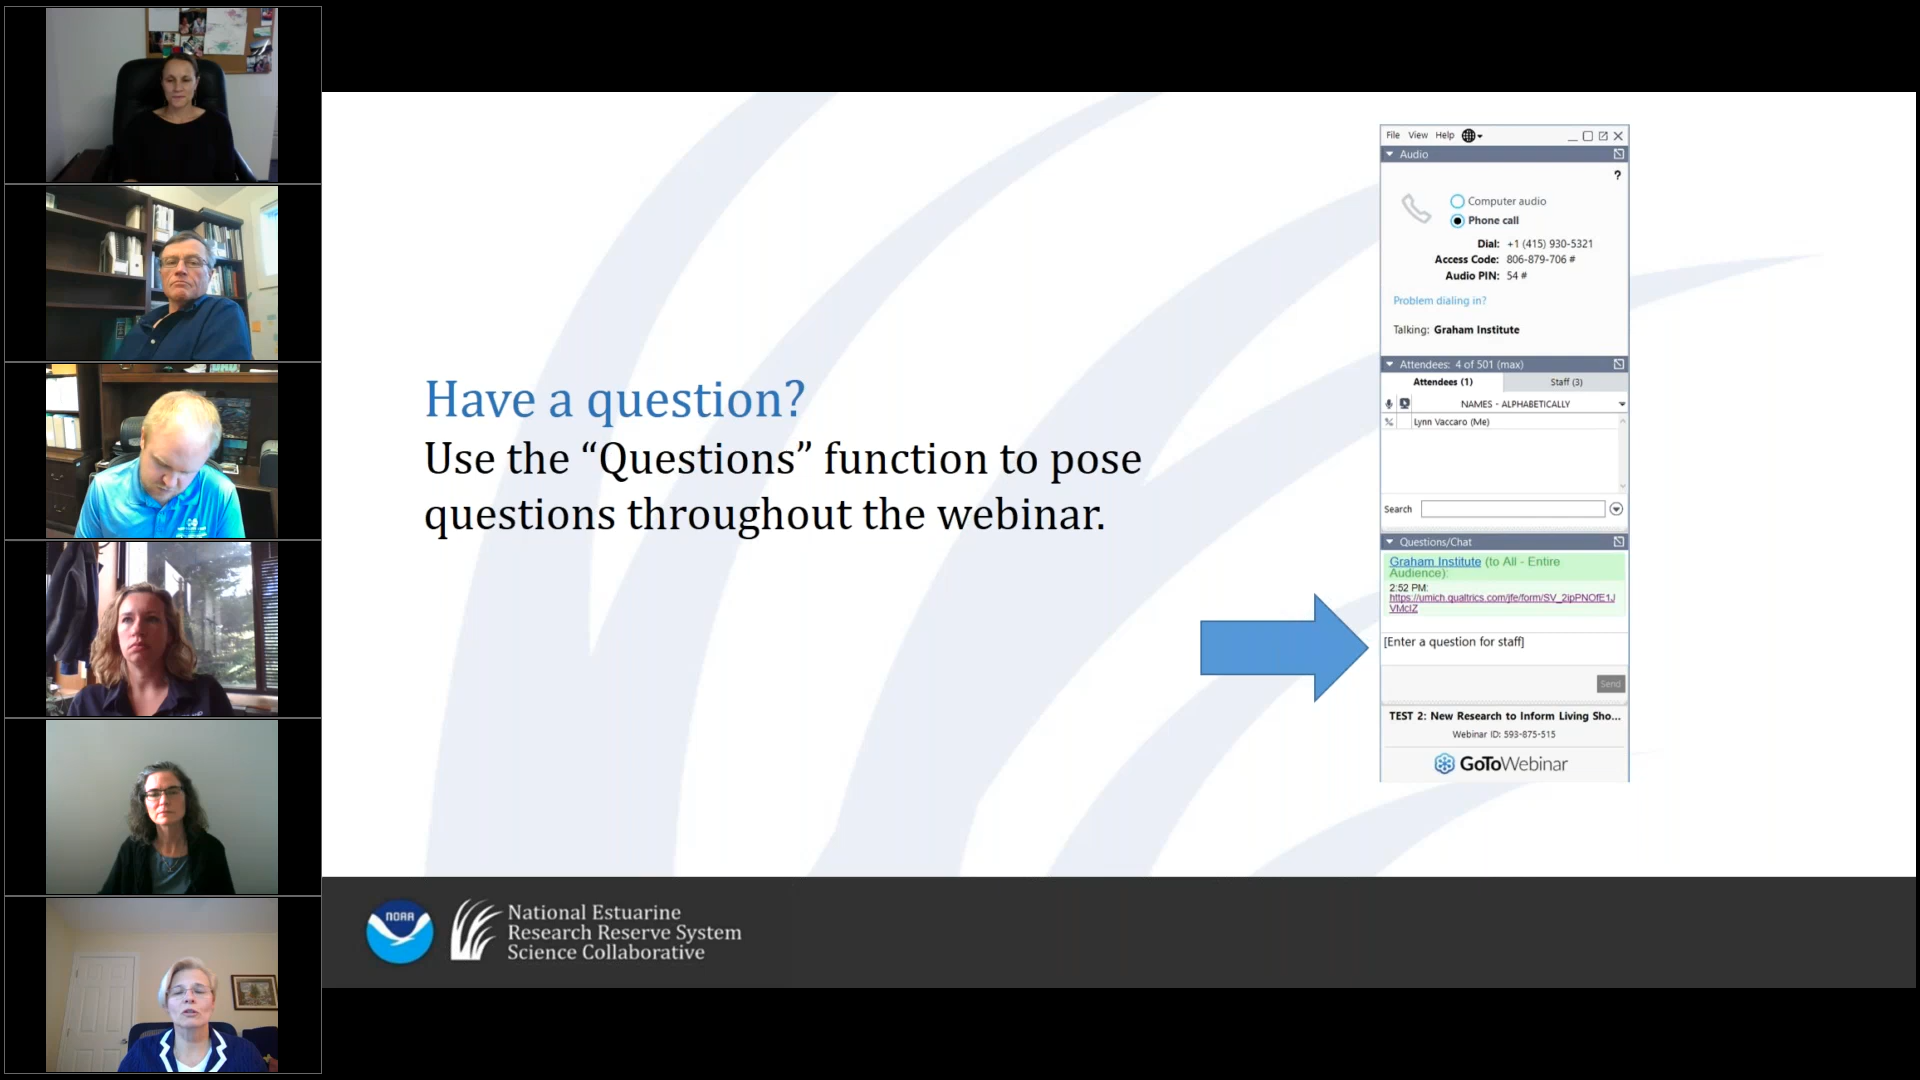 Have a question?
Use the “Questions” function to pose
questions throughout the webinar.
File View Help
Audio
?
Computer audio
Phone call
Dial: +1 (415) 930-5321
Access Code: 806-879-706 #
Audio PIN: 54 #
Problem dialing in?
Talking: Graham Institute
Attendees: 4 of 501 (max)
Attendees (1) Staff (3)
NAMES - ALPHABETICALLY
Lynn Vaccaro (Me)
Search
Questions/Chat
Graham Institute (to All - Entire
Audience):
2:52 PM:
https://umich.qualtrics.com/jfe/form/SV_2ipPNOfE1J
VMcIZ
[Enter a question for staff]
Send
TEST 2: New Research to Inform Living Sho...
Webinar ID: 593-875-515
GoToWebinar
NOAA
National Estuarine
Research Reserve System
Science Collaborative